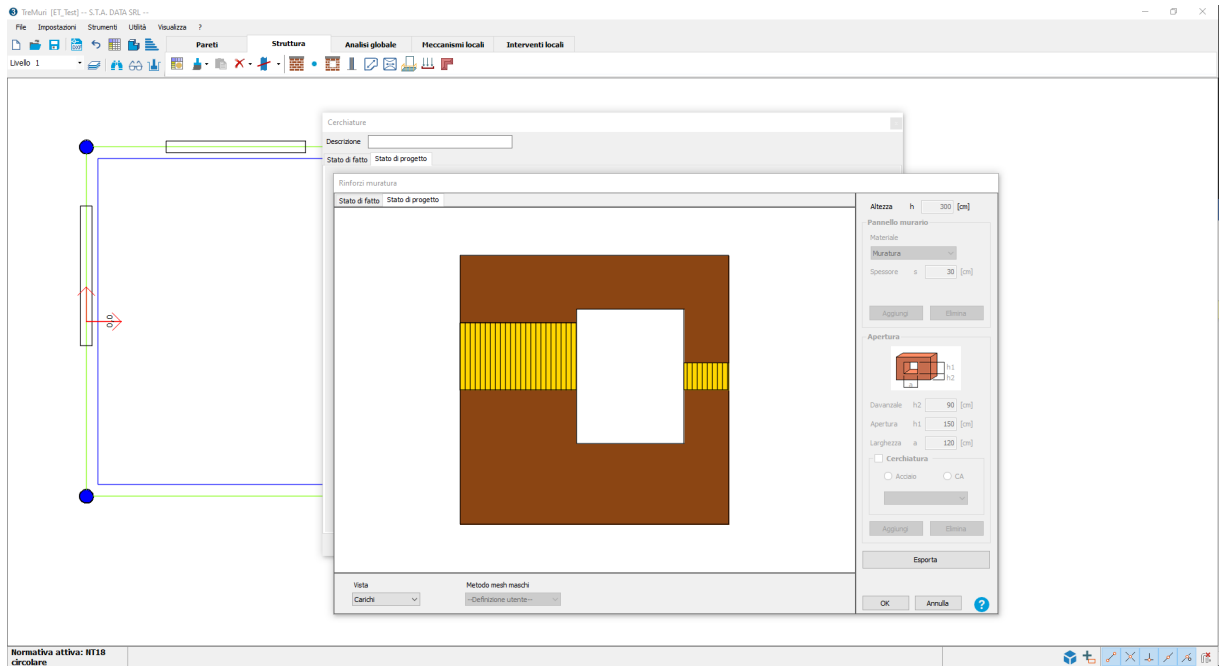 TreMuri [ET_Test] -- S.T.A. DATA SRL --
File Impostazioni Strumenti Utilità Visualizza ?
Pareti Struttura Analisi globale Meccanismi locali Interventi locali
Livello 1
Cerchiature
Descrizione
Stato di fatto Stato di progetto
Rinforzi muratura
Stato di fatto Stato di progetto
Altezza h 300 [cm]
Pannello murario
Materiale
Muratura
Spessore s 30 [cm]
Aggiungi Elimina
Apertura
h1
h2
a
Davanzale h2 90 [cm]
Apertura h1 150 [cm]
Larghezza a 120 [cm]
Cerchiatura
Acciaio CA
Aggiungi Elimina
Esporta
Vista Metodo mesh maschi
Carichi --Definizione utente--
OK Annulla ?
0,0
Normativa attiva: NT18
circolare